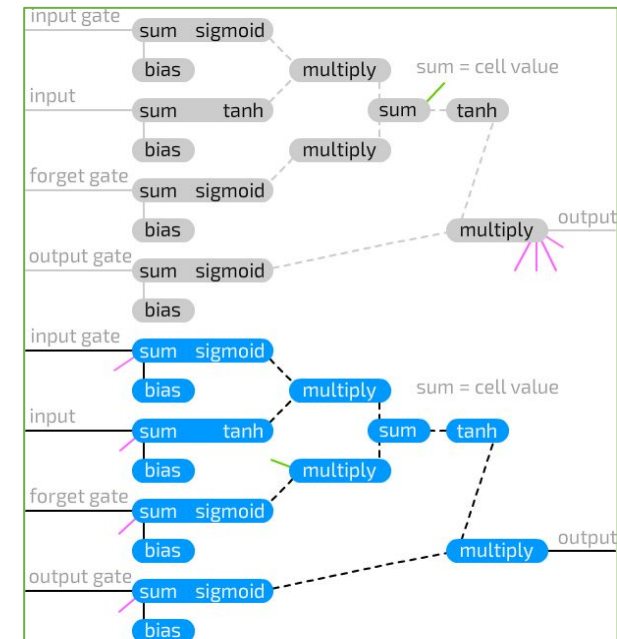 input gate
sum sigmoid
bias
multiply
sum = cell value
input
sum tanh
bias
sum
tanh
multiply
forget gate
sum sigmoid
bias
multiply
output
output gate
sum sigmoid
bias
input gate
sum sigmoid
bias
multiply
sum = cell value
input
sum tanh
bias
sum
tanh
multiply
forget gate
sum sigmoid
bias
multiply
output
output gate
sum sigmoid
bias